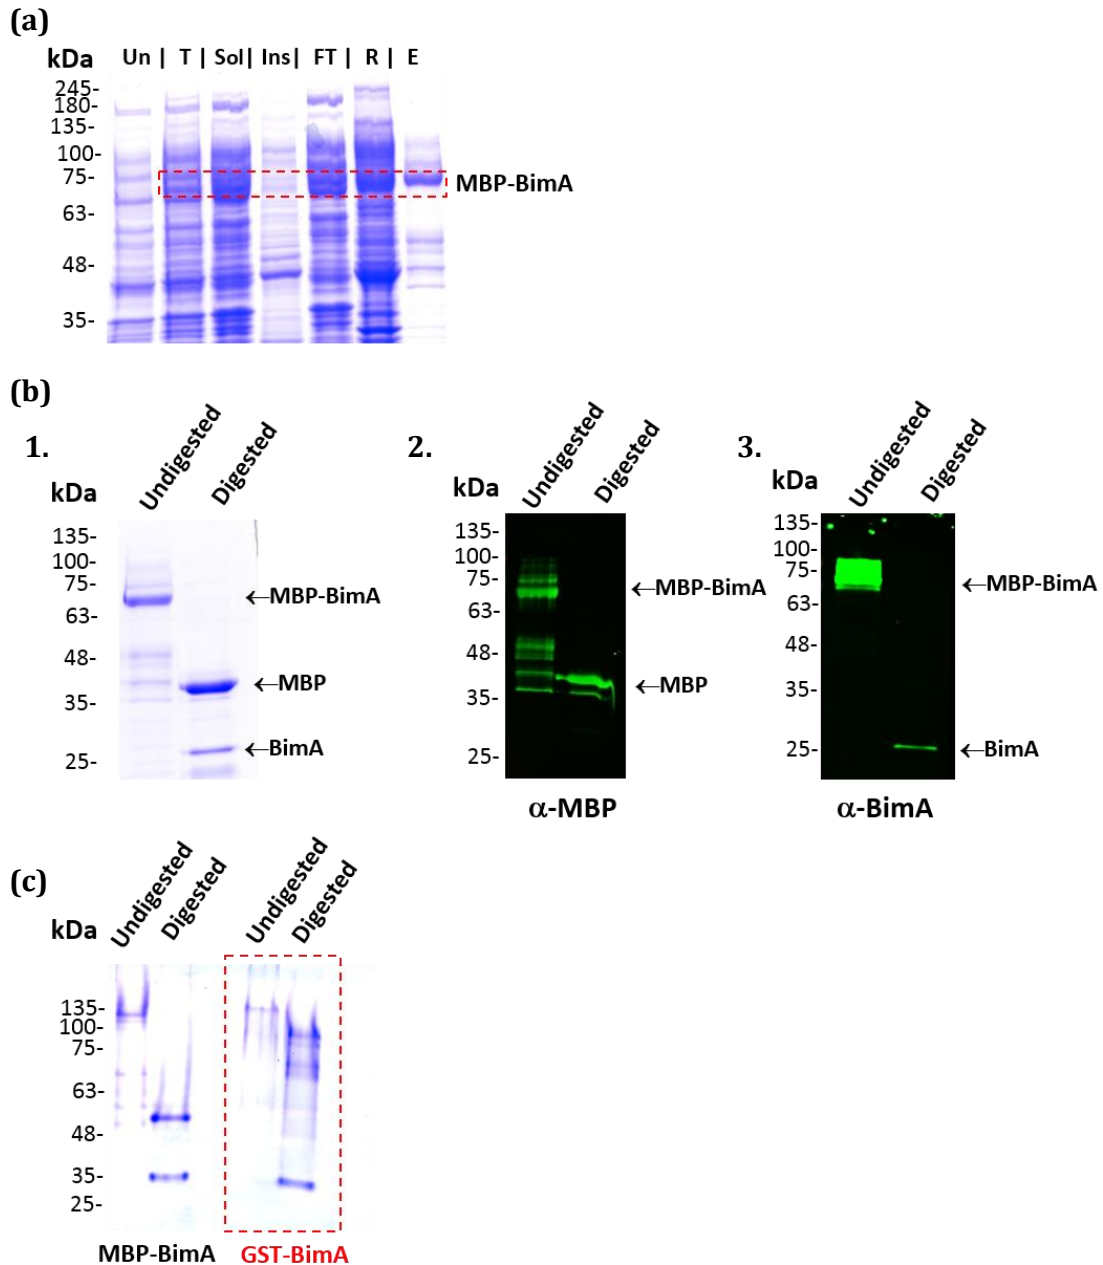 (a)
kDa Un | T | Sol| Ins| FT | R | E
245-
180-
135-
100-
75-
MBP-BimA
63-
48-
35-
(b)
1.
Undigested
Digested
kDa
135-
100-
75-
←MBP-BimA
63-
48-
←MBP
35-
←BimA
25-
2.
Undigested
Digested
kDa
135-
100-
75-
←MBP-BimA
63-
48-
←MBP
35-
25-
α-MBP
3.
Undigested
Digested
kDa
135-
100-
75-
←MBP-BimA
63-
48-
35-
25-
←BimA
α-BimA
(c)
Undigested
Digested
Undigested
Digested
kDa
135-
100-
75-
63-
48-
35-
25-
MBP-BimA GST-BimA